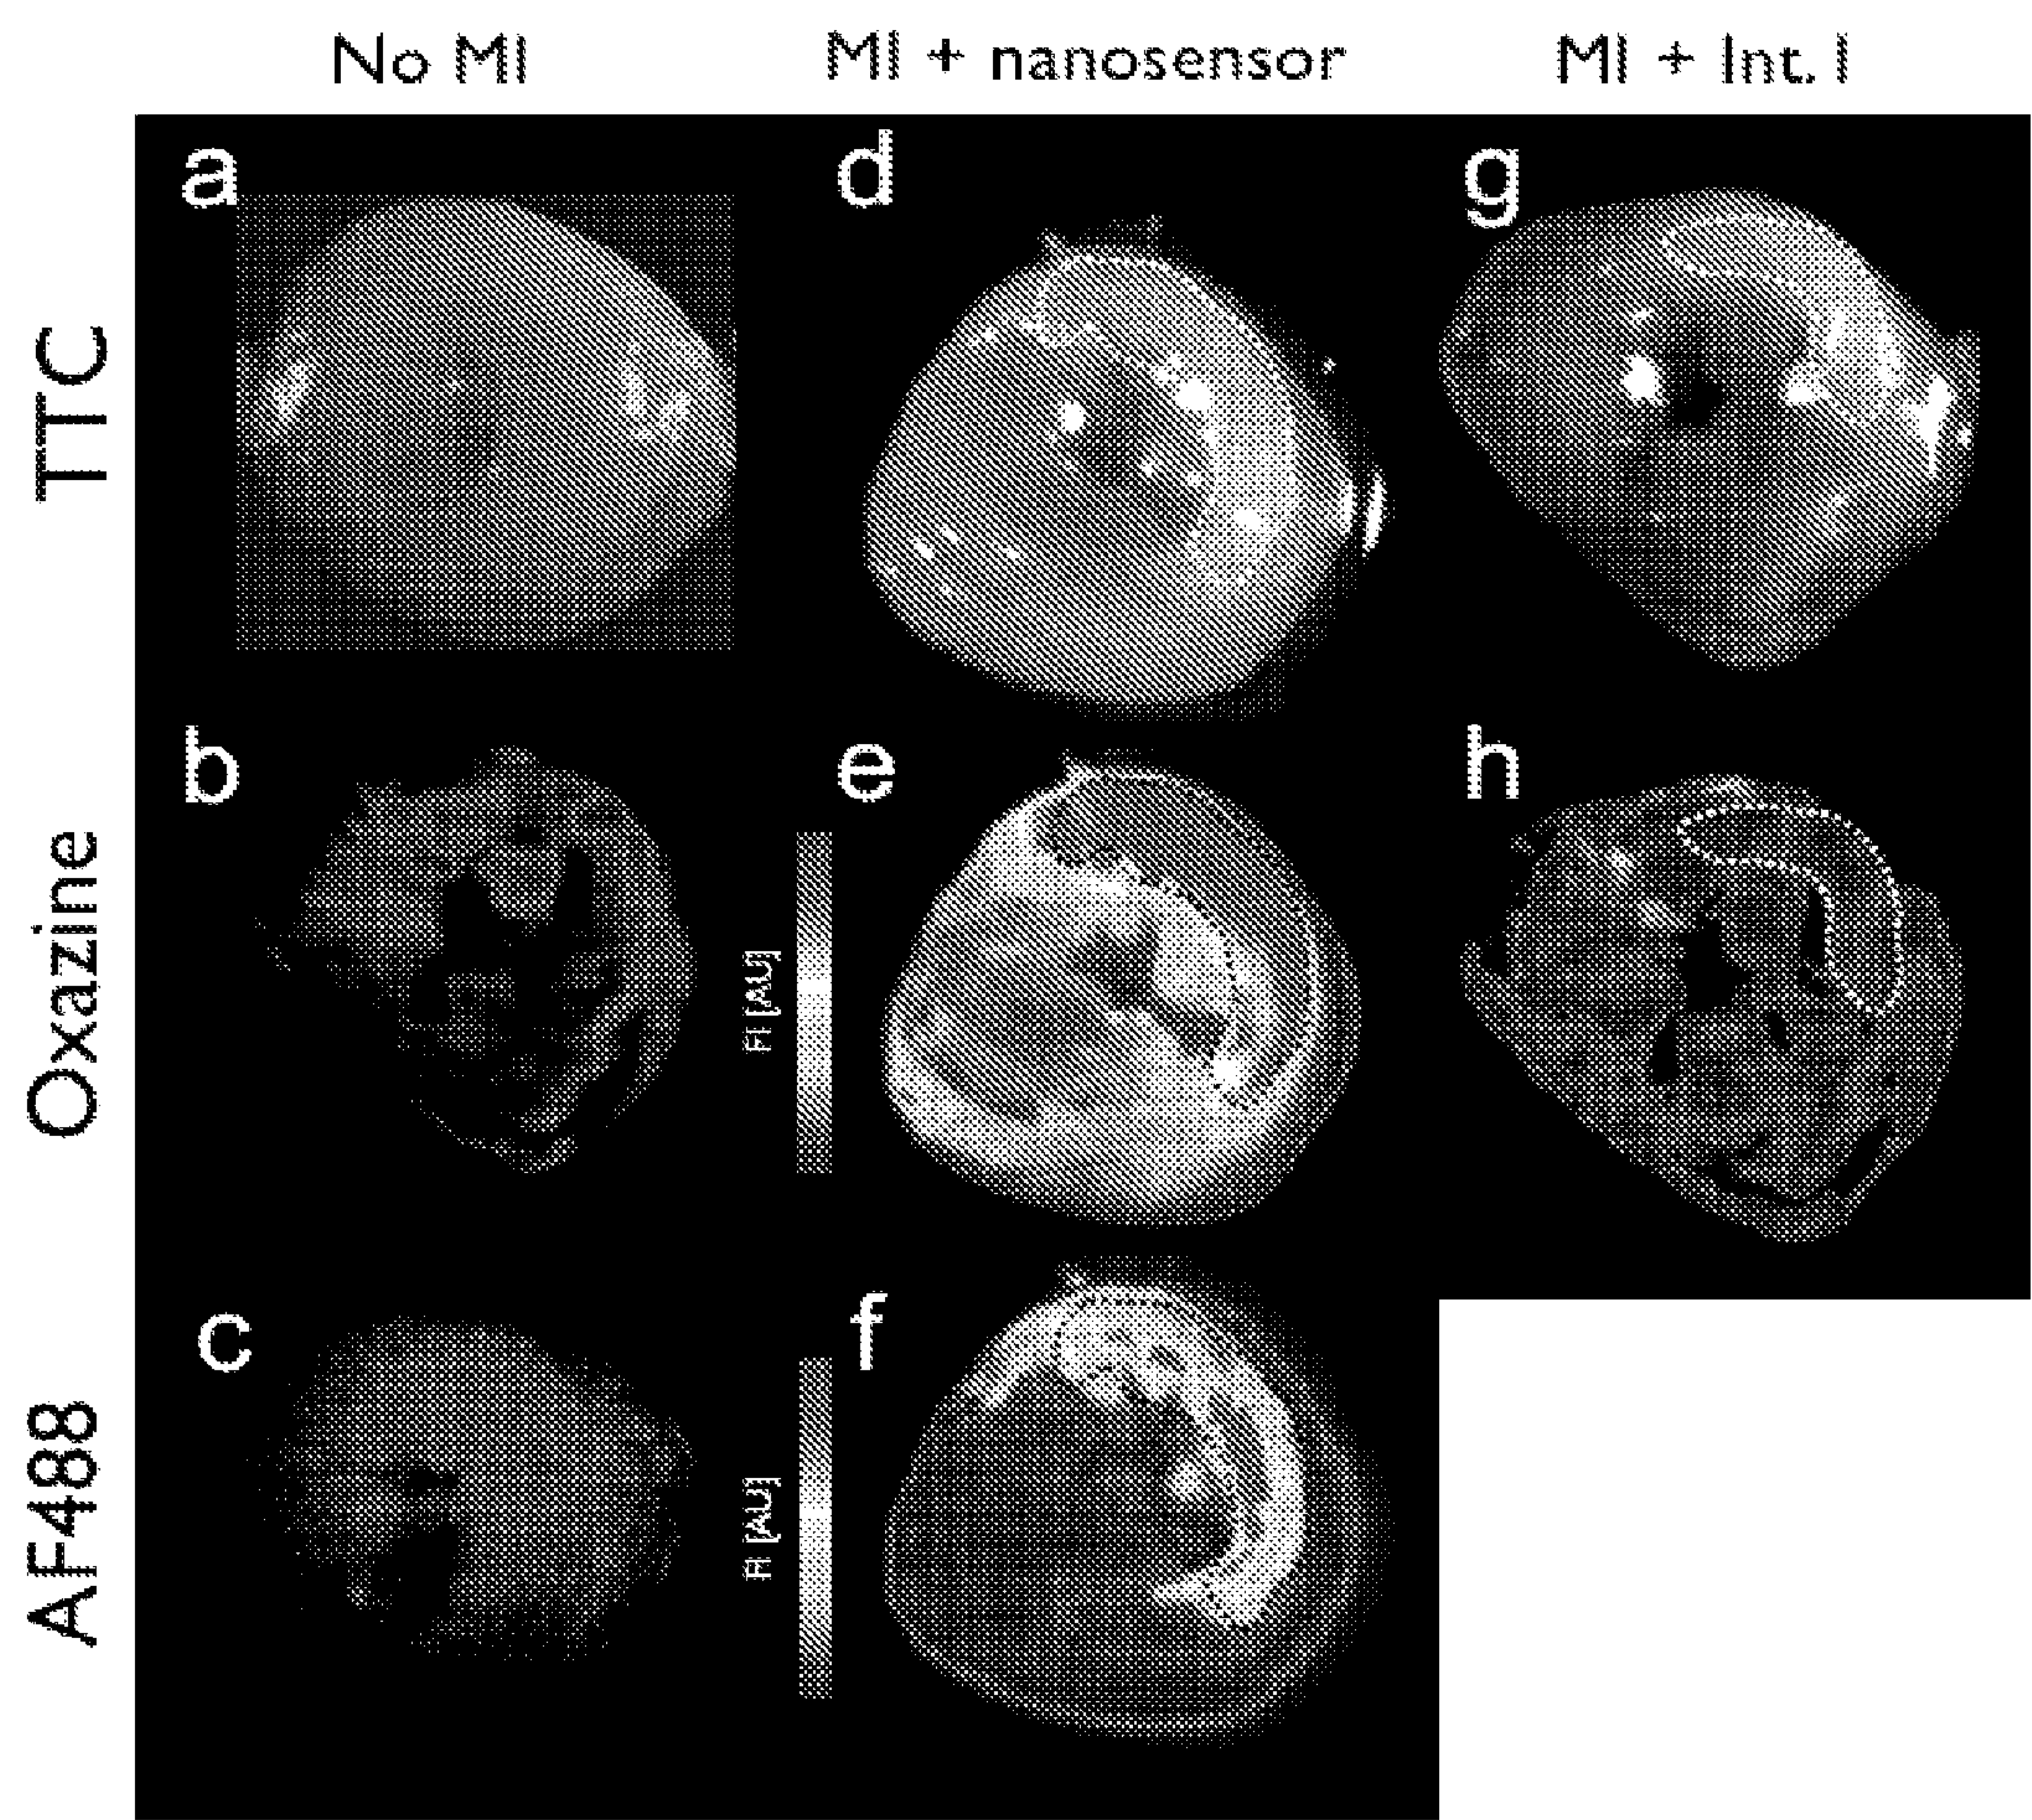 No MI
MI + nanosensor
MI + Int. I
TTC
a
d
g
Oxazine
b
e
h
FI [AU]
AF488
c
f
FI [AU]